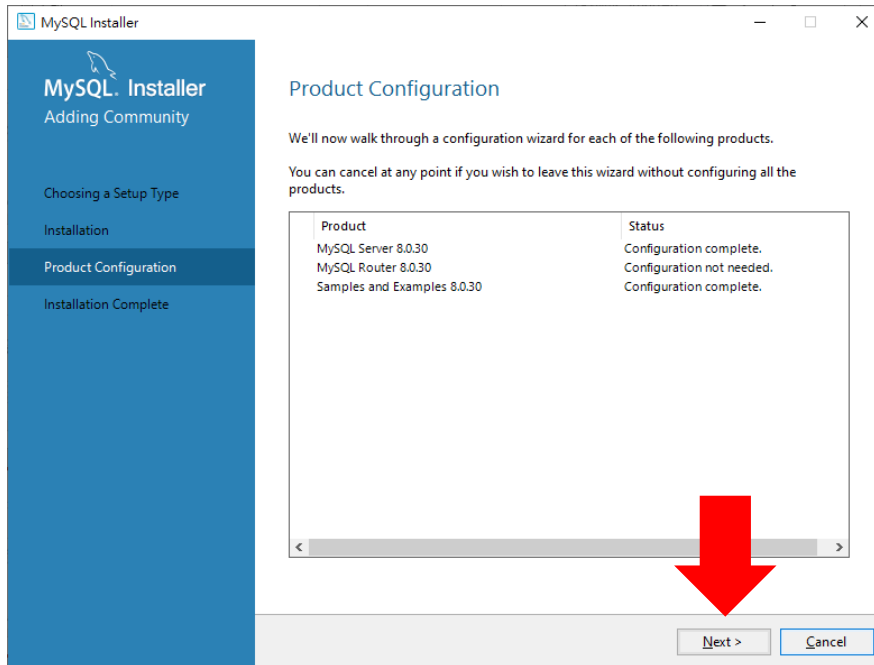 MySQL Installer
MySQL. Installer
Adding Community
Choosing a Setup Type
Installation
Product Configuration
Installation Complete
Product Configuration
We'll now walk through a configuration wizard for each of the following products.
You can cancel at any point if you wish to leave this wizard without configuring all the
products.
Product Status
MySQL Server 8.0.30 Configuration complete.
MySQL Router 8.0.30 Configuration not needed.
Samples and Examples 8.0.30 Configuration complete.
Next > Cancel